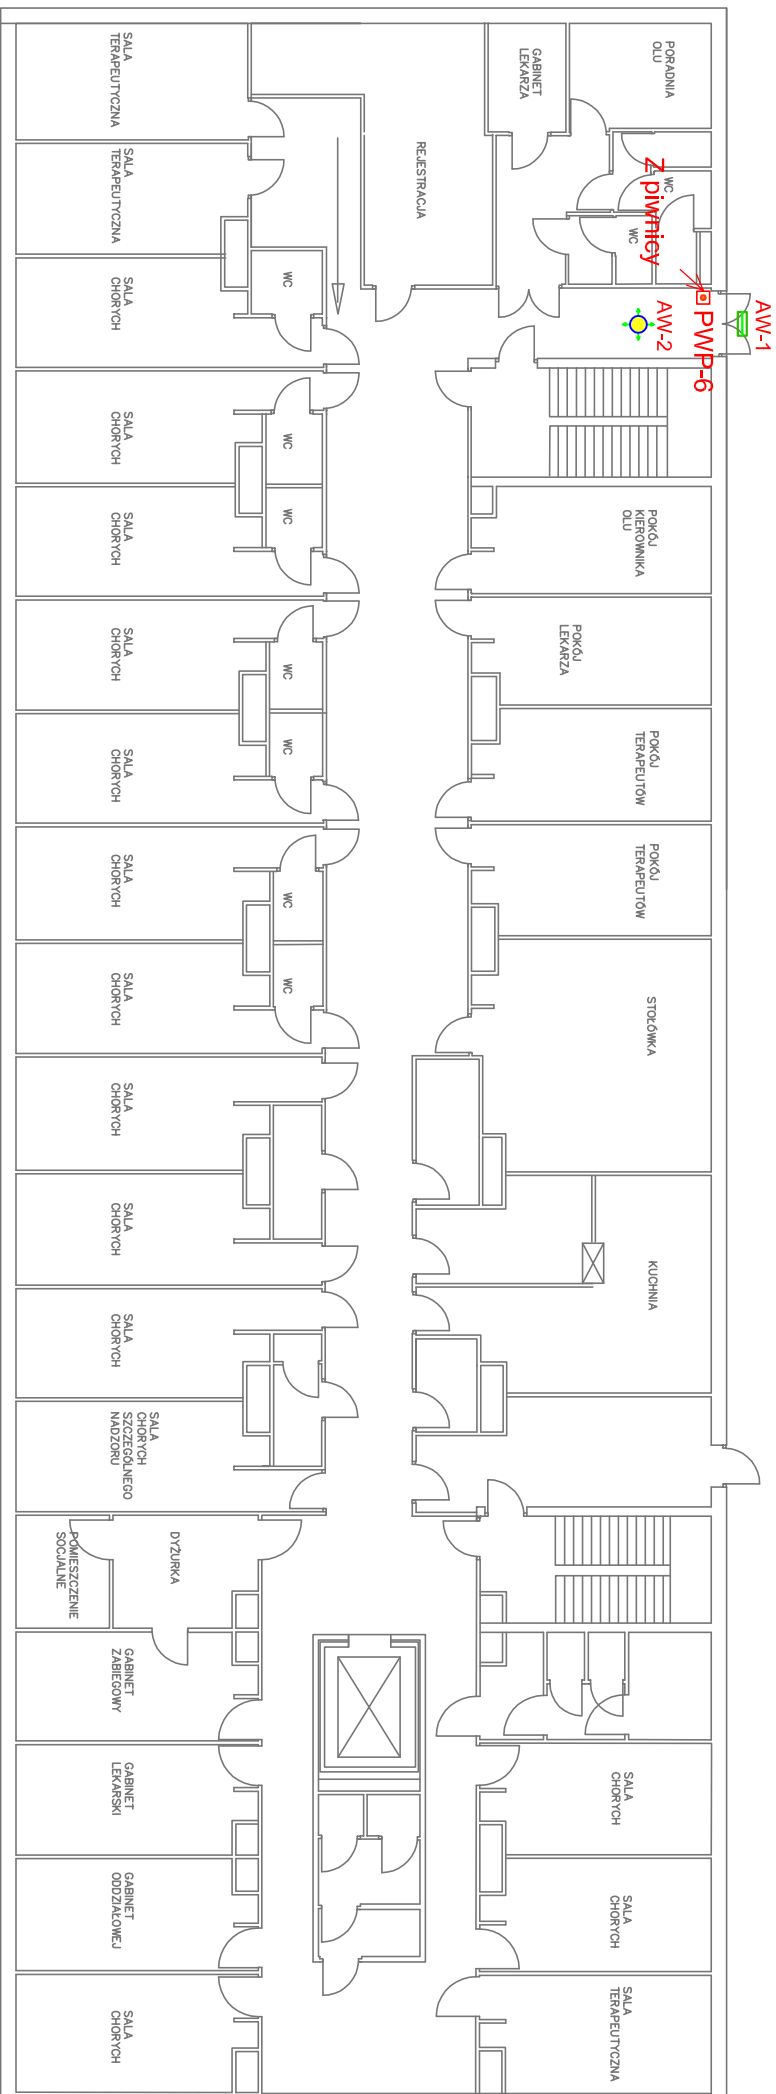 SALA
TERAPEUTYCZNA
SALA
TERAPEUTYCZNA
SALA
CHORYCH
SALA
CHORYCH
SALA
CHORYCH
SALA
CHORYCH
SALA
CHORYCH
SALA
CHORYCH
SALA
CHORYCH
SALA
CHORYCH
SALA
CHORYCH
SALA
CHORYCH
SALA
CHORYCH
SZCZEGÓLNEGO
NADZORU
POMIESZCZENIE
SOCJALNE
DYŻURKA
GABINET
ZABIEGOWY
GABINET
LEKARSKI
GABINET
ODDZIAŁOWEJ
SALA
CHORYCH
WC
WC
WC
WC
WC
WC
WC
REJESTRACJA
GABINET
LEKARZA
PORADNIA
OLU
WC
WC
Z piwnicy
PWP-6
AW-1
AW-2
POKÓJ
KIEROWNIKA
OLU
POKÓJ
LEKARZA
POKÓJ
TERAPEUTÓW
POKÓJ
TERAPEUTÓW
STOŁÓWKA
KUCHNIA
SALA
CHORYCH
SALA
CHORYCH
SALA
TERAPEUTYCZNA